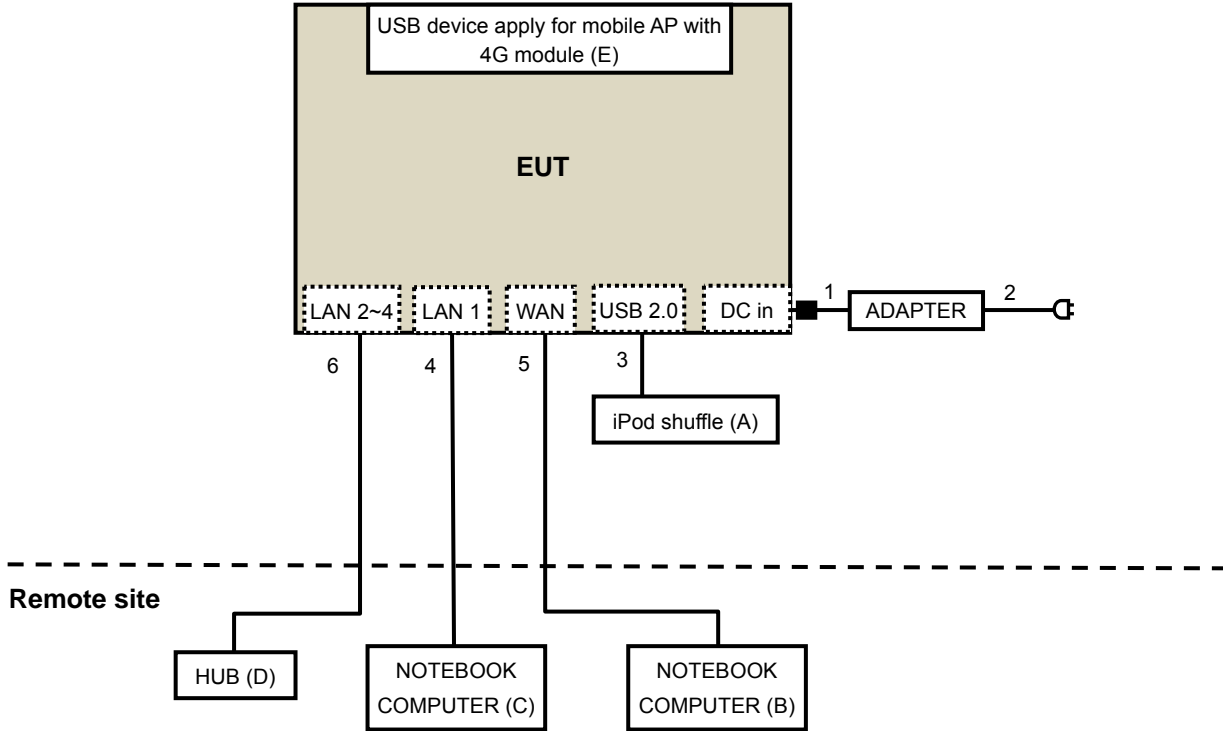 USB device apply for mobile AP with
4G module (E)
EUT
LAN 2~4
LAN 1
WAN
USB 2.0
DC in
1
ADAPTER
2
6
4
5
3
iPod shuffle (A)
Remote site
HUB (D)
NOTEBOOK
COMPUTER (C)
NOTEBOOK
COMPUTER (B)